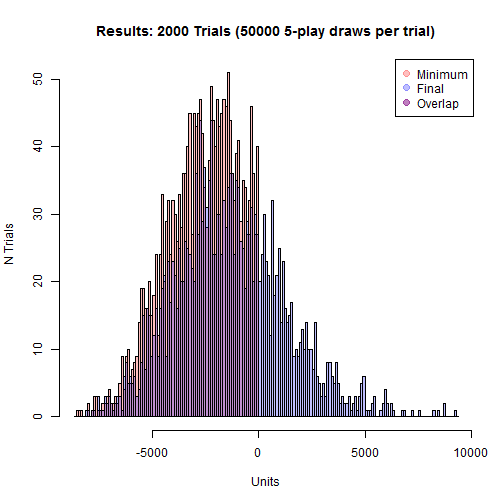 Results: 2000 Trials (50000 5-play draws per trial)
Minimum
Final
Overlap
50
40
30
20
10
0
N Trials
-5000 0 5000 10000
Units